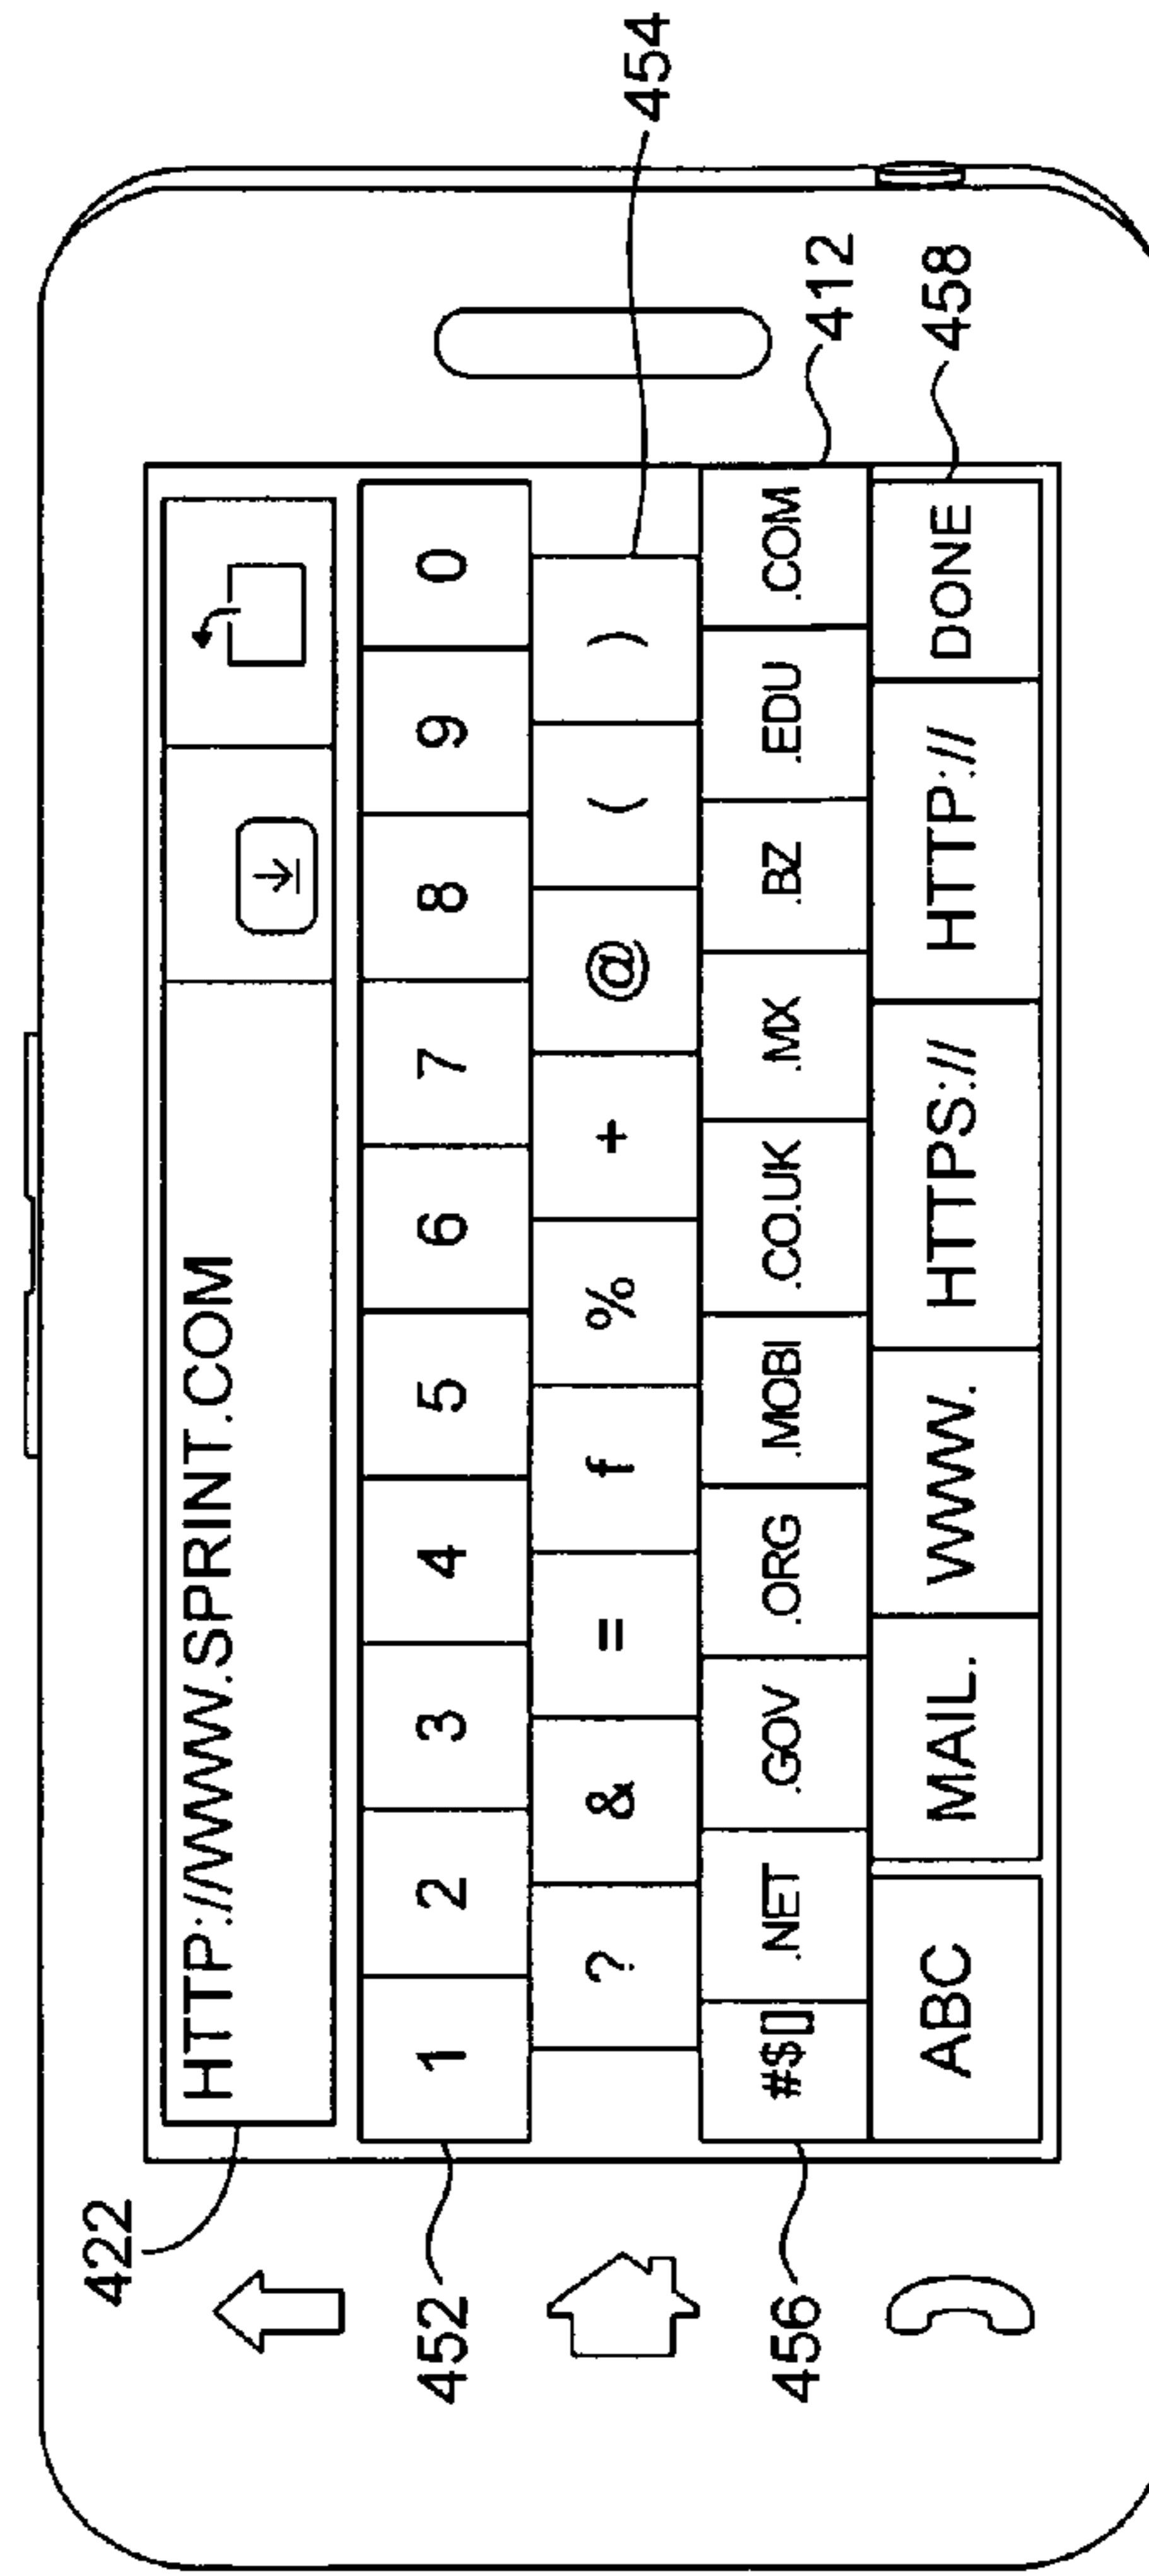 422
HTTP://WWW.SPRINT.COM
452
1 2 3 4 5 6 7 8 9 0
? & = f % + @ ( )
454
456
#$[] .NET .GOV .ORG .MOBI .CO.UK .MX .BZ .EDU .COM
412
ABC MAIL. WWW. HTTPS:// HTTP:// DONE
458